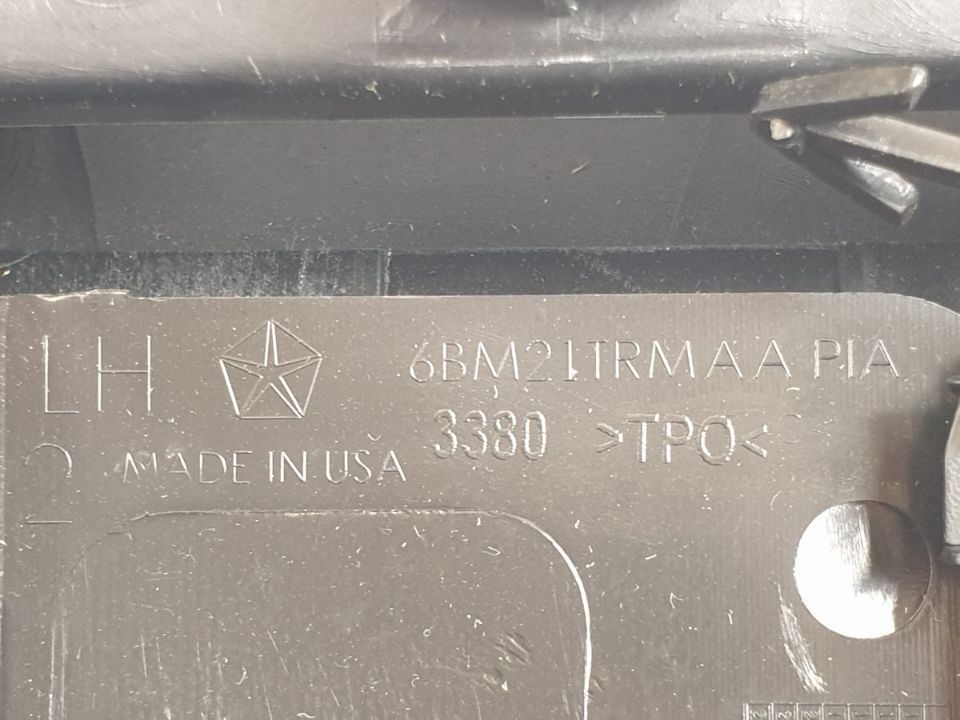 LH 6BM21TRMAA PIA
3380 >TPO<
MADE IN USA